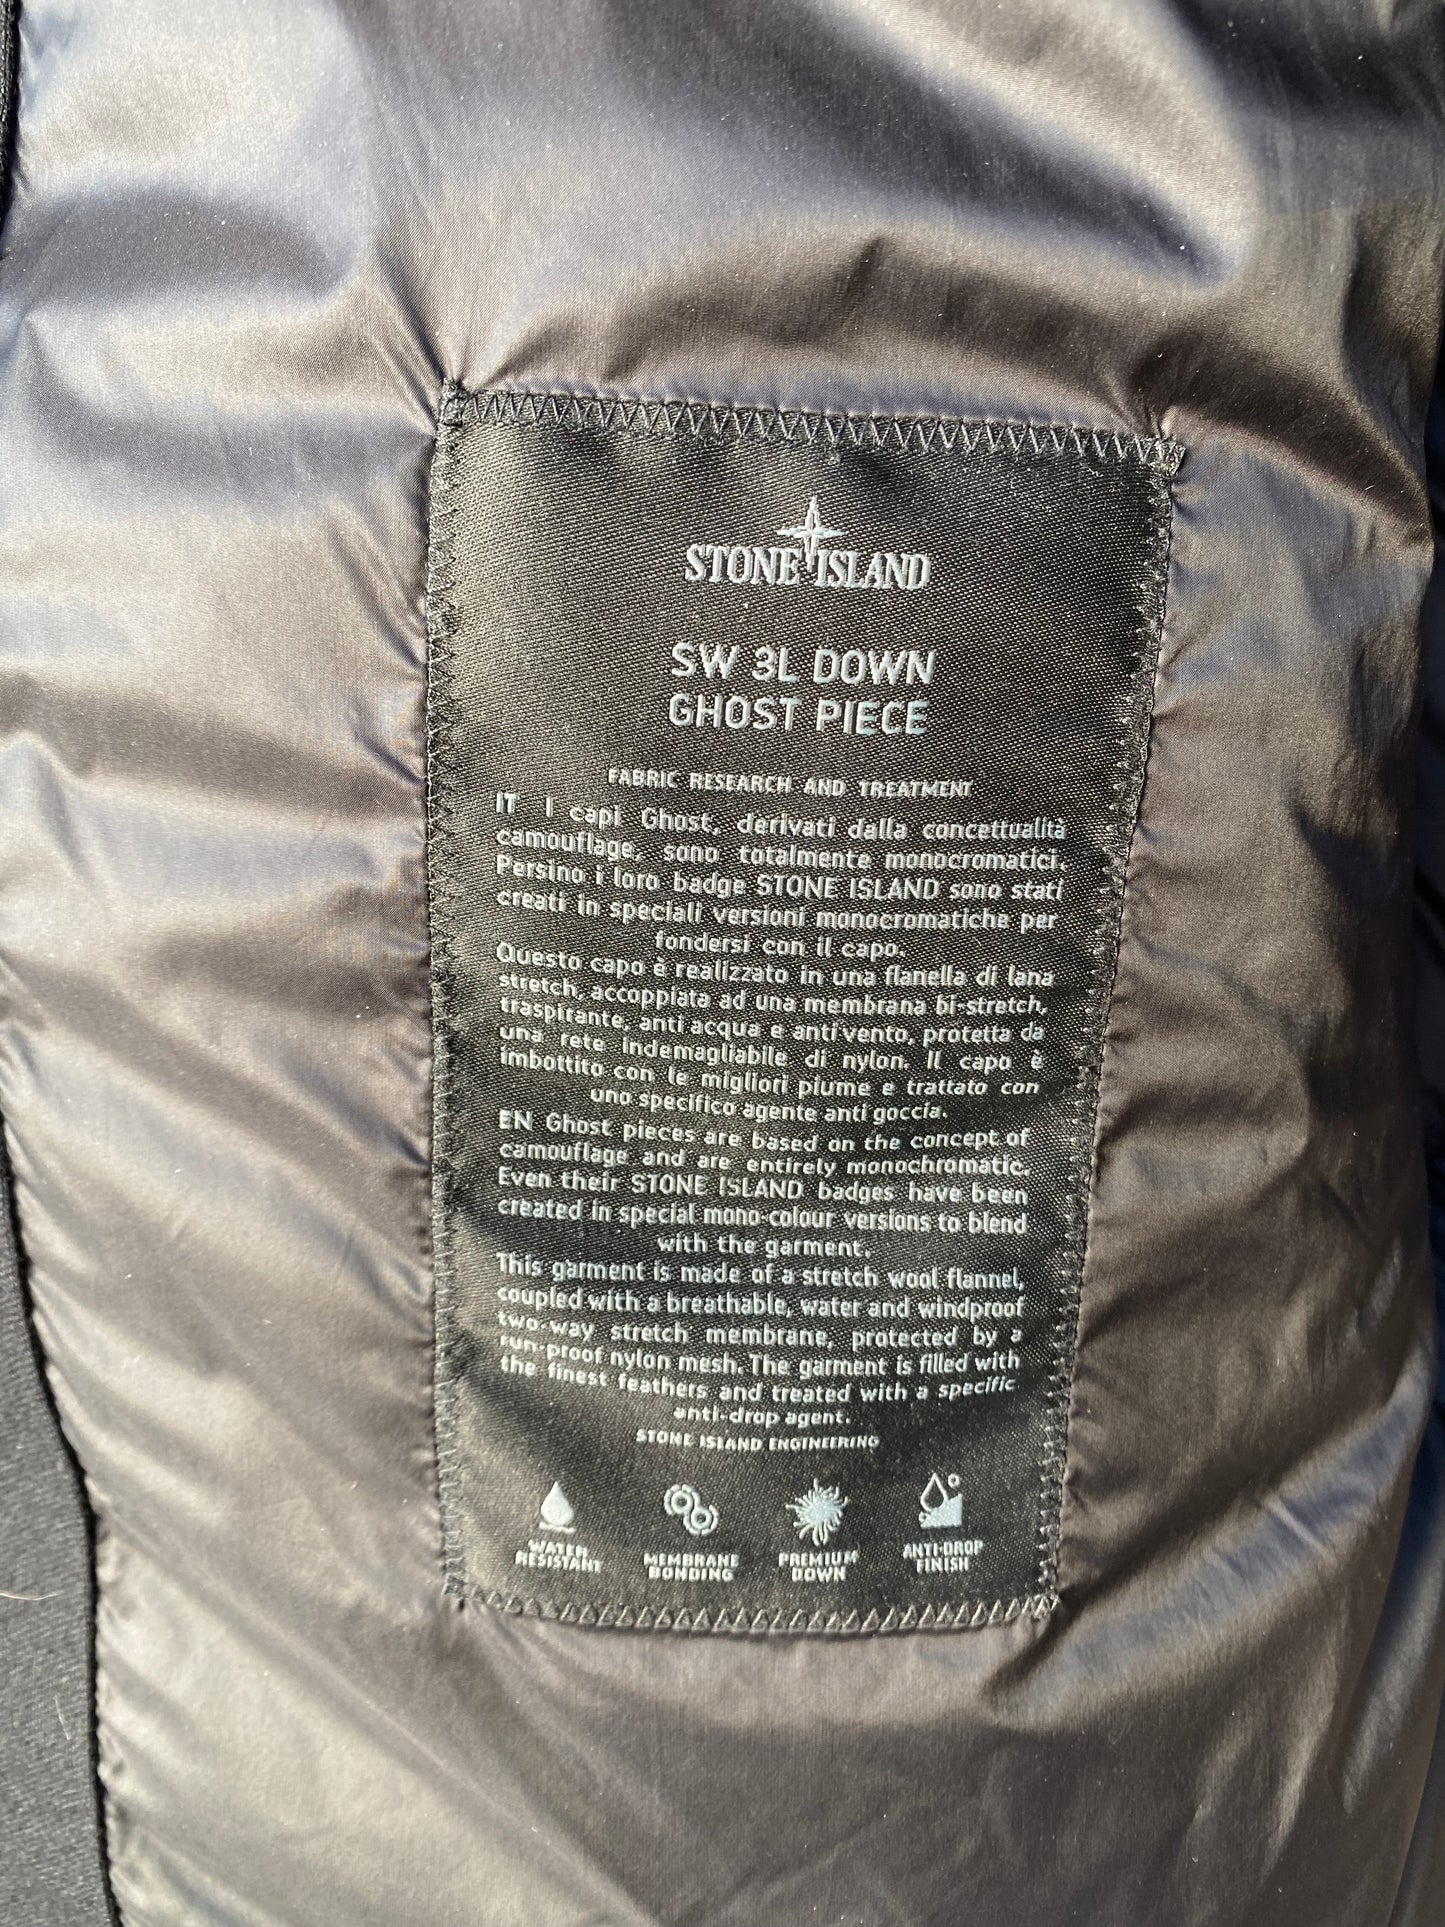 STONE ISLAND
SW 3L DOWN
GHOST PIECE
FABRIC RESEARCH AND TREATMENT
IT I capi Ghost, derivati dalla concettualità
camouflage, sono totalmente monocromatici.
Persino i loro badge STONE ISLAND sono stati
creati in speciali versioni monocromatiche per
fondersi con il capo.
Questo capo è realizzato in una flanella di lana
stretch, accoppiata ad una membrana bi-stretch,
traspirante, anti acqua e anti vento, protetta da
una rete indemagliabile di nylon. Il capo è
imbottito con le migliori piume e trattato con
uno specifico agente anti goccia.
EN Ghost pieces are based on the concept of
camouflage and are entirely monochromatic.
Even their STONE ISLAND badges have been
created in special mono-colour versions to blend
with the garment.
This garment is made of a stretch wool flannel,
coupled with a breathable, water and windproof
two-way stretch membrane, protected by a
run-proof nylon mesh. The garment is filled with
the finest feathers and treated with a specific
anti-drop agent.
STONE ISLAND ENGINEERING
WATER
RESISTANT
MEMBRANE
BONDING
PREMIUM
DOWN
ANTI-DROP
FINISH